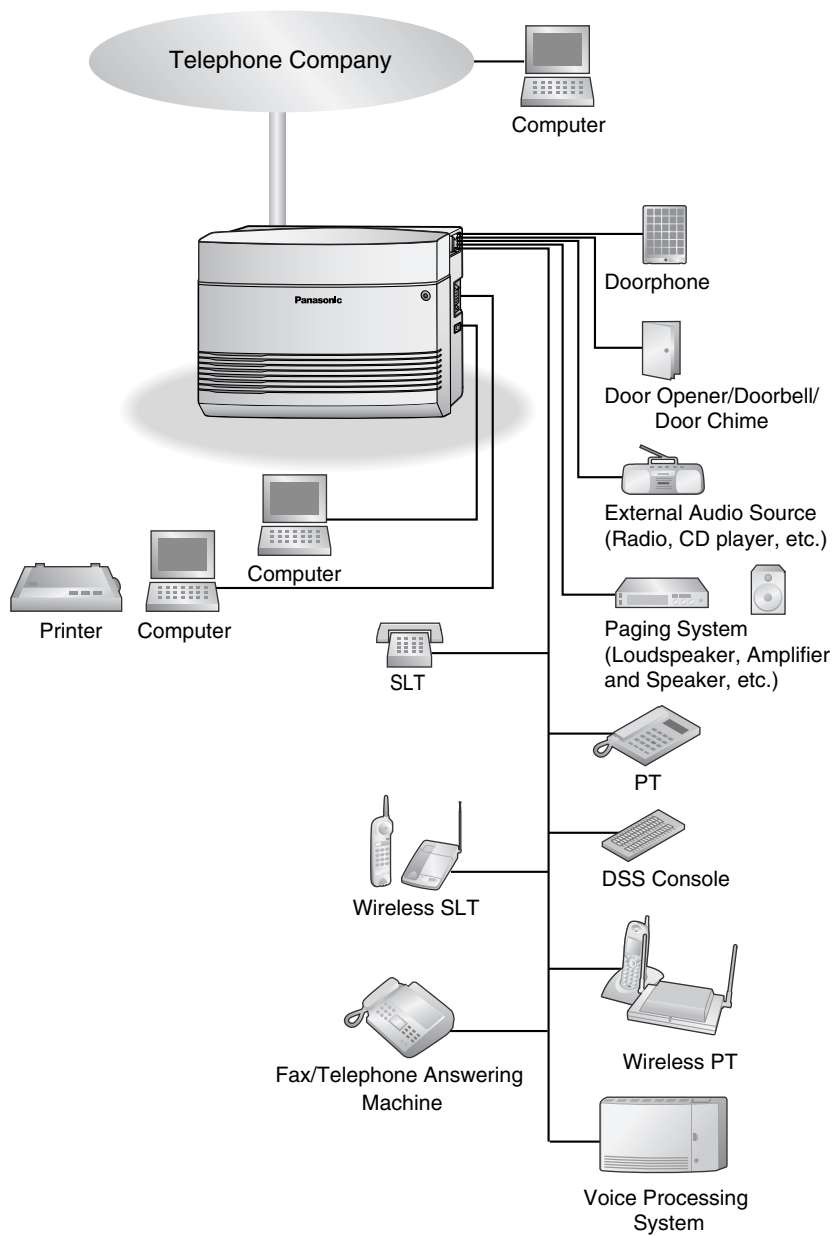 Telephone Company
Computer
Panasonic
Doorphone
Door Opener/Doorbell/
Door Chime
External Audio Source
(Radio, CD player, etc.)
Computer
Printer
Computer
Paging System
(Loudspeaker, Amplifier
and Speaker, etc.)
SLT
PT
DSS Console
Wireless SLT
Wireless PT
Fax/Telephone Answering
Machine
Voice Processing
System